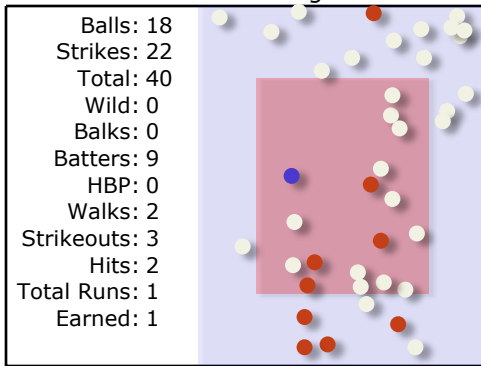 Balls: 18
Strikes: 22
Total: 40
Wild: 0
Balks: 0
Batters: 9
HBP: 0
Walks: 2
Strikeouts: 3
Hits: 2
Total Runs: 1
Earned: 1